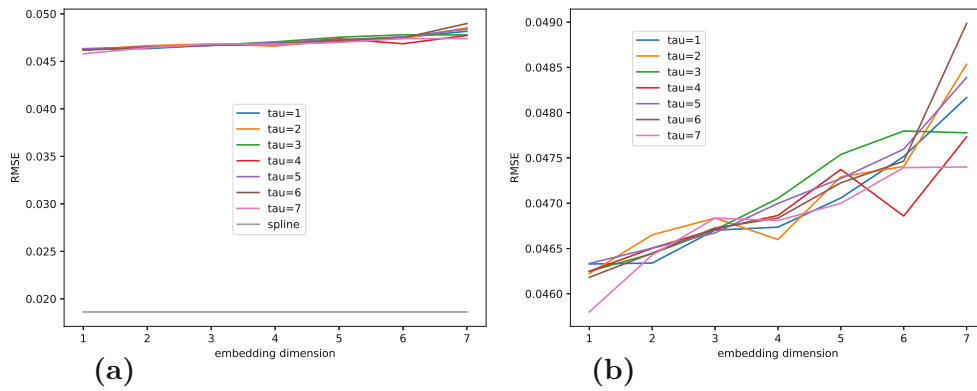 0.050
0.045
0.040
0.035
0.030
0.025
0.020
RMSE
tau=1
tau=2
tau=3
tau=4
tau=5
tau=6
tau=7
spline
1 2 3 4 5 6 7
embedding dimension
(a)
0.0490
0.0485
0.0480
0.0475
0.0470
0.0465
0.0460
RMSE
tau=1
tau=2
tau=3
tau=4
tau=5
tau=6
tau=7
1 2 3 4 5 6 7
embedding dimension
(b)